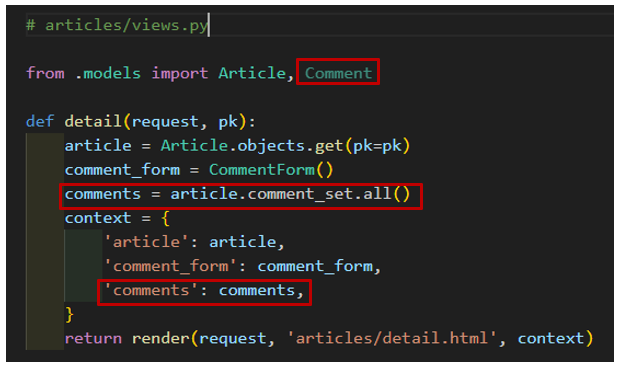 # articles/views.py
from .models import Article, Comment
def detail(request, pk):
    article = Article.objects.get(pk=pk)
    comment_form = CommentForm()
    comments = article.comment_set.all()
    context = {
        'article': article,
        'comment_form': comment_form,
        'comments': comments,
    }
    return render(request, 'articles/detail.html', context)